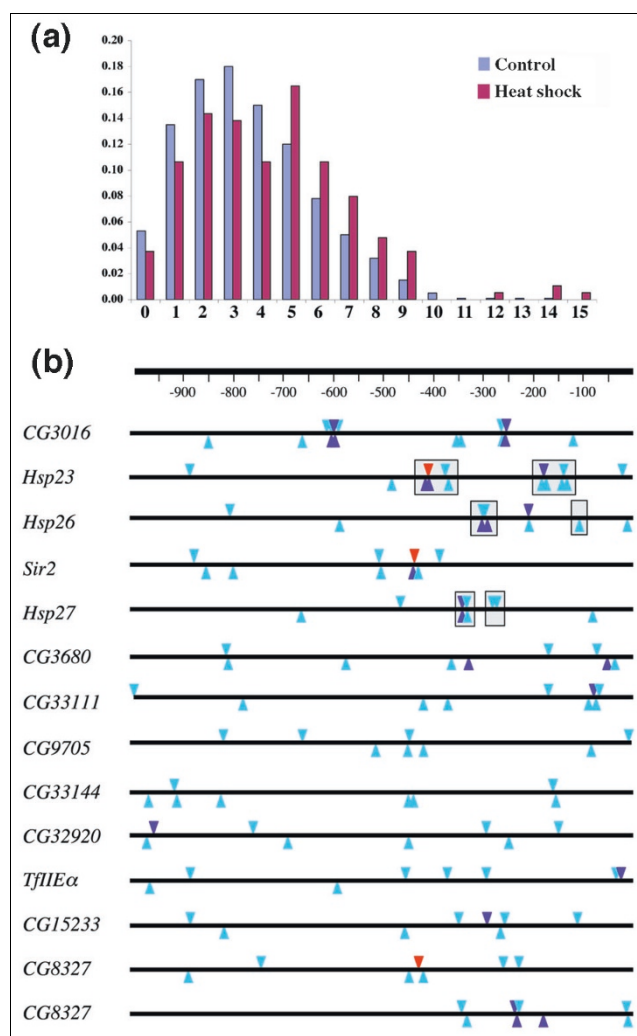 (a)
0.20
0.18
0.16
0.14
0.12
0.10
0.08
0.06
0.04
0.02
0.00
Control
Heat shock
0 1 2 3 4 5 6 7 8 9 10 11 12 13 14 15
(b)
-900 -800 -700 -600 -500 -400 -300 -200 -100
CG3016
Hsp23
Hsp26
Sir2
Hsp27
CG3680
CG33111
CG9705
CG33144
CG32920
TfIIEα
CG15233
CG8327
CG8327